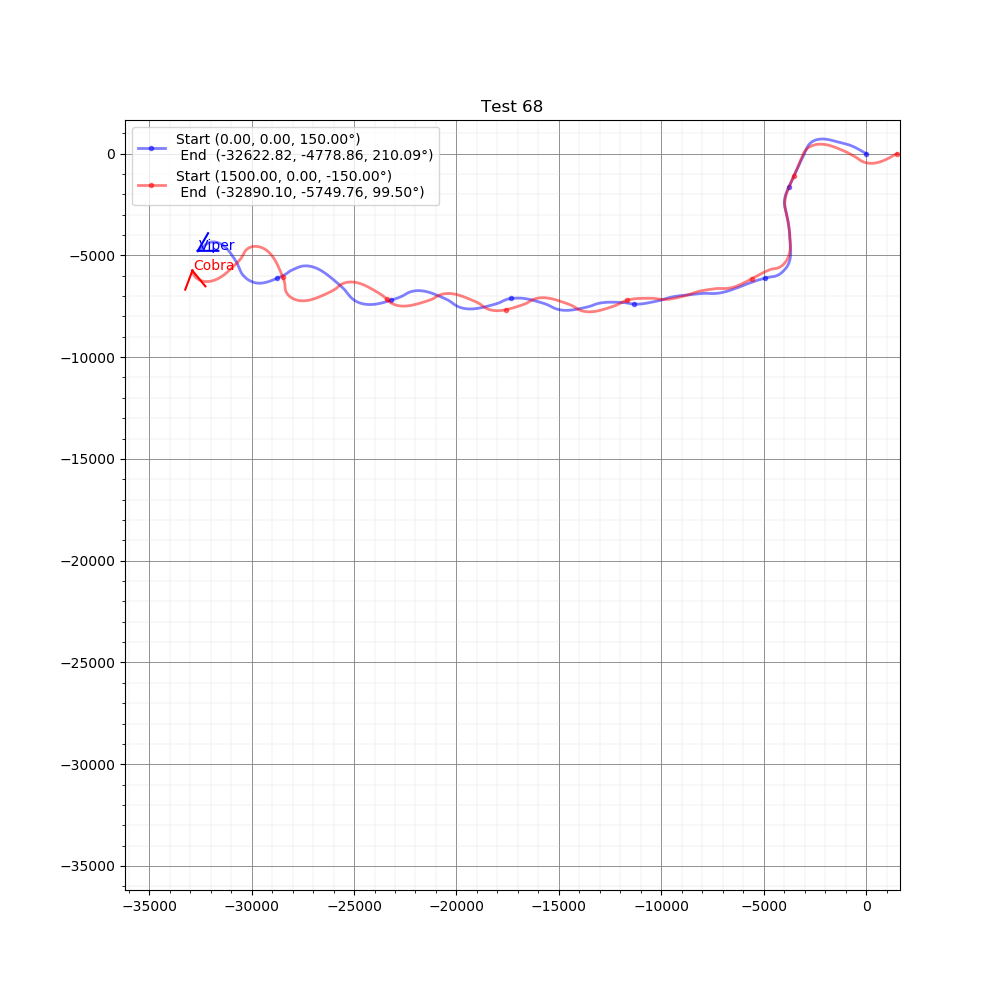 Test 68
Start (0.00, 0.00, 150.00°)
End (-32622.82, -4778.86, 210.09°)
Start (1500.00, 0.00, -150.00°)
End (-32890.10, -5749.76, 99.50°)
0
−5000
−10000
−15000
−20000
−25000
−30000
−35000
Viper
Cobra
−35000 −30000 −25000 −20000 −15000 −10000 −5000 0